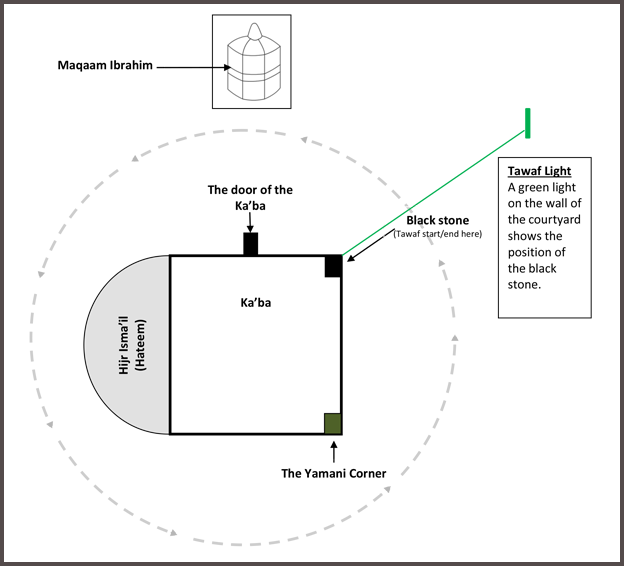 Maqaam Ibrahim
The door of the
Ka’ba
Black stone
(Tawaf start/end here)
Tawaf Light
A green light
on the wall of
the courtyard
shows the
position of
the black
stone.
Ka’ba
Hijr Isma’il
(Hateem)
The Yamani Corner